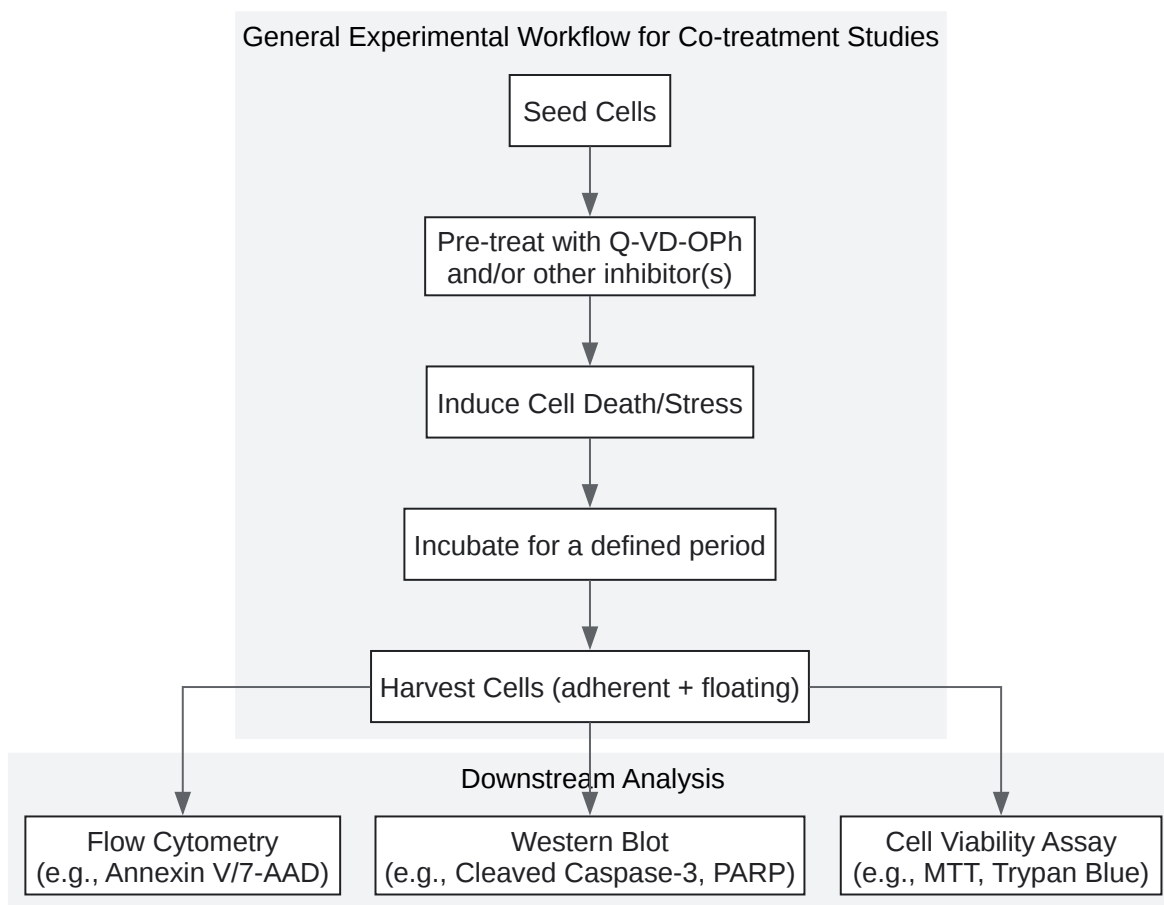 General Experimental Workflow for Co-treatment Studies
Seed Cells
Pre-treat with Q-VD-OPh
and/or other inhibitor(s)
Induce Cell Death/Stress
Incubate for a defined period
Harvest Cells (adherent + floating)
Downstream Analysis
Flow Cytometry
(e.g., Annexin V/7-AAD)
Western Blot
(e.g., Cleaved Caspase-3, PARP)
Cell Viability Assay
(e.g., MTT, Trypan Blue)